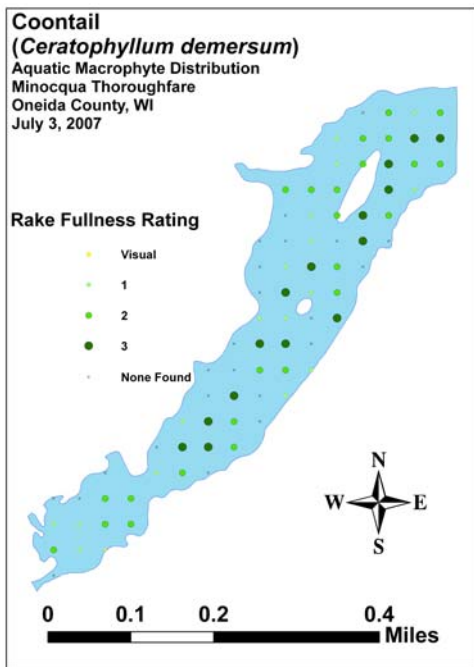 Coontail
(Ceratophyllum demersum)
Aquatic Macrophyte Distribution
Minocqua Thoroughfare
Oneida County, WI
July 3, 2007
Rake Fullness Rating
Visual
1
2
3
None Found
N
W E
S
0 0.1 0.2 0.4
Miles